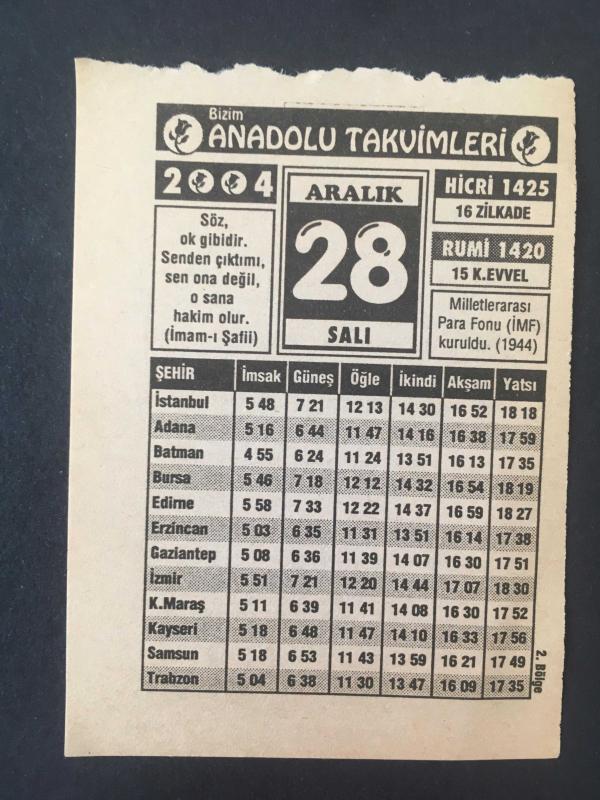 Bizim
ANADOLU TAKVİMLERİ
2004
ARALIK
28
SALI
HİCRİ 1425
16 ZİLKADE
RUMİ 1420
15 K.EVVEL
Söz,
ok gibidir.
Senden çıktımı,
sen ona değil,
o sana
hakim olur.
(İmam-ı Şafii)
Milletlerarası
Para Fonu (İMF)
kuruldu. (1944)
ŞEHİR İmsak Güneş Öğle İkindi Akşam Yatsı
İstanbul 5 48 7 21 12 13 14 30 16 52 18 18
Adana 5 16 6 44 11 47 14 16 16 38 17 59
Batman 4 55 6 24 11 24 13 51 16 13 17 35
Bursa 5 46 7 18 12 12 14 32 16 54 18 19
Edirne 5 58 7 33 12 22 14 37 16 59 18 27
Erzincan 5 03 6 35 11 31 13 51 16 14 17 38
Gaziantep 5 08 6 36 11 39 14 07 16 30 17 51
İzmir 5 51 7 21 12 20 14 44 17 07 18 30
K.Maraş 5 11 6 39 11 41 14 08 16 30 17 52
Kayseri 5 18 6 48 11 47 14 10 16 33 17 56
Samsun 5 18 6 53 11 43 13 59 16 21 17 49
Trabzon 5 04 6 38 11 30 13 47 16 09 17 35
2. Bölge